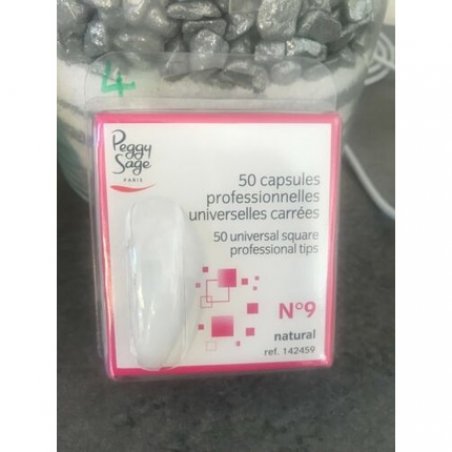 4
Peggy
Sage
PARIS
50 capsules
professionnelles
universelles carrées
50 universal square
professional tips
N°9
natural
ref. 142459